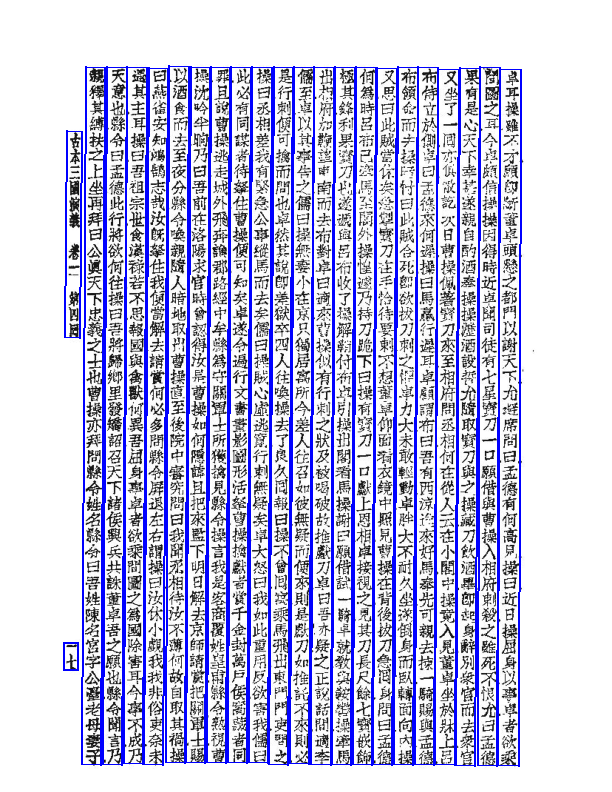 卓耳操雖不才願即斷董卓頭懸之都門以謝天下允避席問曰孟德有何高見操曰近日操屈身以事卓者欲乘
間圖之耳今卓頗信操操因得時近卓聞司徒有七星寶刀一口願借與曹操入相府刺殺之雖死不恨允曰孟德
果有是心天下幸甚遂親自酌酒奉操操瀝酒設誓允隨取寶刀與之操藏刀飲酒畢即起身辭別衆官而去衆官
又坐了一回亦俱散訖次日曹操佩著寶刀來至相府問丞相何在從人云在小閣中操竟入見董卓坐於牀上呂
布侍立於側卓曰孟德來何遲操曰馬羸行遲耳卓顧謂布曰吾有西涼進來好馬奉先可親去揀一騎賜與孟德
布領命而去操暗忖曰此賊合死即欲拔刀刺之懼卓力大未敢輕動卓胖大不耐久坐遂倒身而臥轉面向內操
又思曰此賊當休矣急掣寶刀在手恰待要刺不想董卓仰面看衣鏡中照見曹操在背後拔刀急回身問曰孟德
何爲時呂布已牽馬至閣外操惶遽乃持刀跪下曰操有寶刀一口獻上恩相卓接視之見其刀長尺餘七寶嵌飾
極其鋒利果寶刀也遂遞與呂布收了操解鞘付布卓引操出閣看馬操謝曰願借試一騎卓就教與鞍轡操牽馬
出相府加鞭望東南而去布對卓曰適來曹操似有行刺之狀及被喝破故推獻刀卓曰吾亦疑之正說話間適李
儒至卓以其事告之儒曰操無妻小在京只獨居寓所今差人往召如彼無疑而便來則是獻刀如推託不來則必
是行刺便可擒而問也卓然其說即差獄卒四人往喚操去了良久回報曰操不曾回寓乘馬飛出東門門吏問之
操曰丞相差我有緊急公事縱馬而去矣儒曰操賊心虛逃竄行刺無疑矣卓大怒曰我如此重用反欲害我儒曰
此必有同謀者待拏住曹操便可知矣卓遂令遍行文書畫影圖形活拏曹操擒獻者賞千金封萬戶侯窩藏者同
罪且說曹操逃走城外飛奔譙郡路經中牟縣爲守關軍士所獲擒見縣令操言我是客商覆姓皇甫縣令熟視曹
操沈吟半晌乃曰吾前在洛陽求官時曾認得汝是曹操如何隱諱且把來監下明日解去京師請賞把關軍士賜
以酒食而去至夜分縣令喚親隨人暗地取出曹操直至後院中審究問曰我聞丞相待汝不薄何故自取其禍操
曰燕雀安知鴻鵠志哉汝旣拏住我便當解去請賞何必多問縣令屏退左右謂操曰汝休小覷我我非俗吏奈未
遇其主耳操曰吾祖宗世食漢祿若不思報國與禽獸何異吾屈身事卓者欲乘間圖之爲國除害耳今事不成乃
天意也縣令曰孟德此行將欲何往操曰吾將歸鄉里發矯詔召天下諸侯興兵共誅董卓吾之願也縣令聞言乃
親釋其縛扶之上坐再拜曰公眞天下忠義之士也曹操亦拜問縣令姓名縣令曰吾姓陳名宮字公臺老母妻子
古本三國演義 卷一 第四回
一七